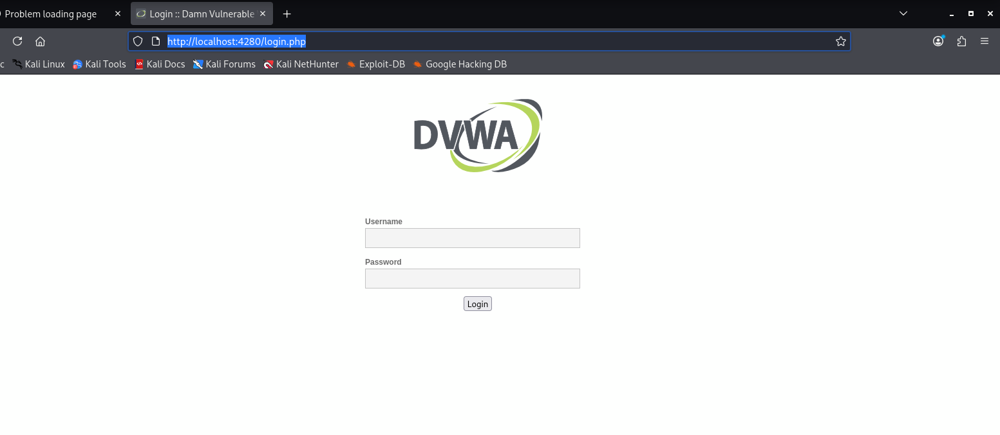 Problem loading page
Login :: Damn Vulnerable
http://localhost:4280/login.php
c Kali Linux Kali Tools Kali Docs Kali Forums Kali NetHunter Exploit-DB Google Hacking DB
DVWA
Username
Password
Login